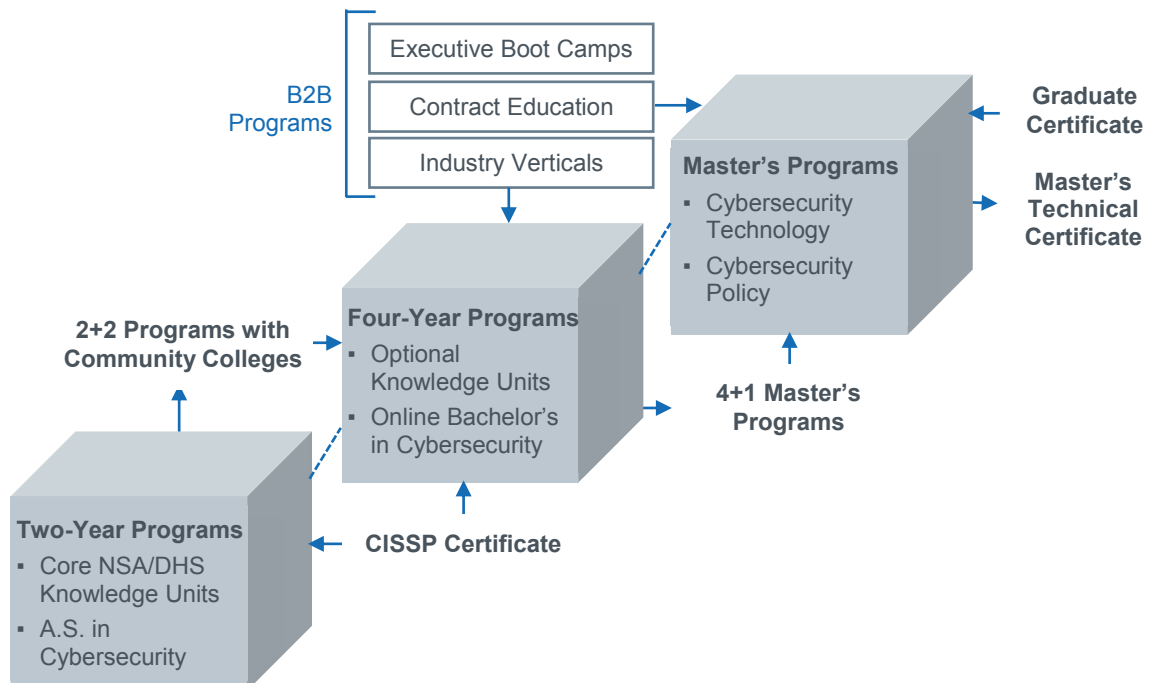 Executive Boot Camps
B2B
Programs
Contract Education
Industry Verticals
Graduate
Certificate
Master’s Programs
▪ Cybersecurity
Technology
▪ Cybersecurity
Policy
Master’s
Technical
Certificate
2+2 Programs with
Community Colleges
Four-Year Programs
▪ Optional
Knowledge Units
▪ Online Bachelor’s
in Cybersecurity
4+1 Master’s
Programs
Two-Year Programs
▪ Core NSA/DHS
Knowledge Units
▪ A.S. in
Cybersecurity
CISSP Certificate